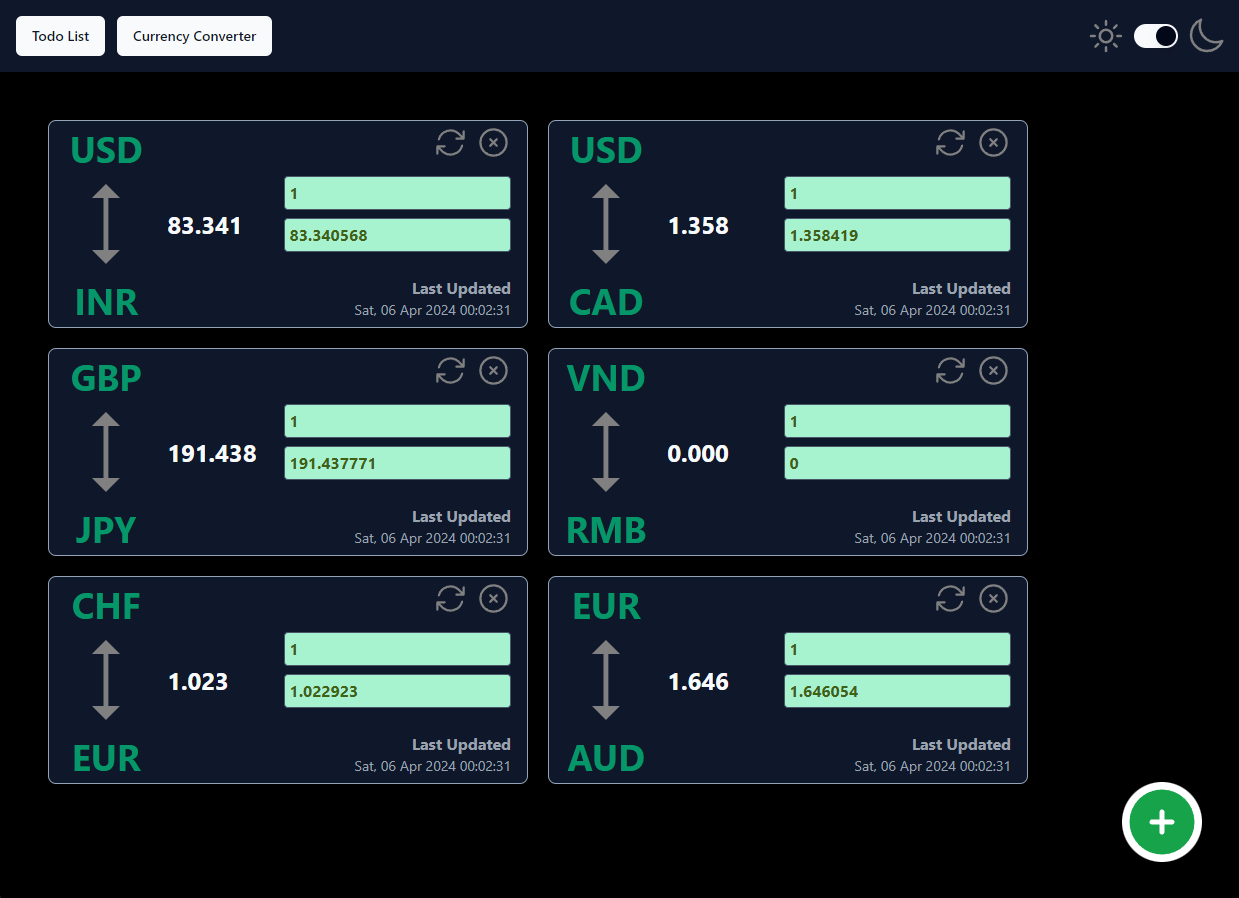 Todo List
Currency Converter
USD
83.341
1
83.340568
INR
Last Updated
Sat, 06 Apr 2024 00:02:31
USD
1.358
1
1.358419
CAD
Last Updated
Sat, 06 Apr 2024 00:02:31
GBP
191.438
1
191.437771
JPY
Last Updated
Sat, 06 Apr 2024 00:02:31
VND
0.000
1
0
RMB
Last Updated
Sat, 06 Apr 2024 00:02:31
CHF
1.023
1
1.022923
EUR
Last Updated
Sat, 06 Apr 2024 00:02:31
EUR
1.646
1
1.646054
AUD
Last Updated
Sat, 06 Apr 2024 00:02:31